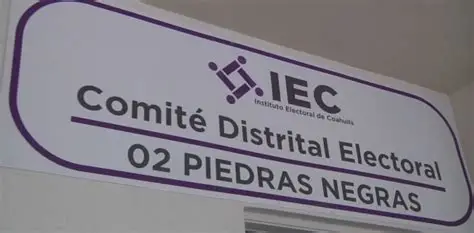 IEC
Instituto Electoral de Coahuila
Comité Distrital Electoral
02 PIEDRAS NEGRAS